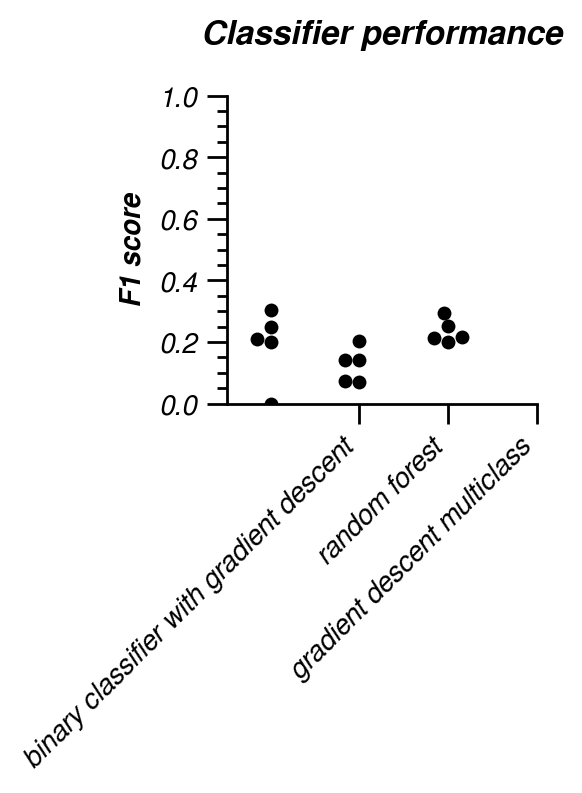 Classifier performance
1.0
0.8
0.6
0.4
0.2
0.0
F1 score
binary classifier with gradient descent
random forest
gradient descent multiclass